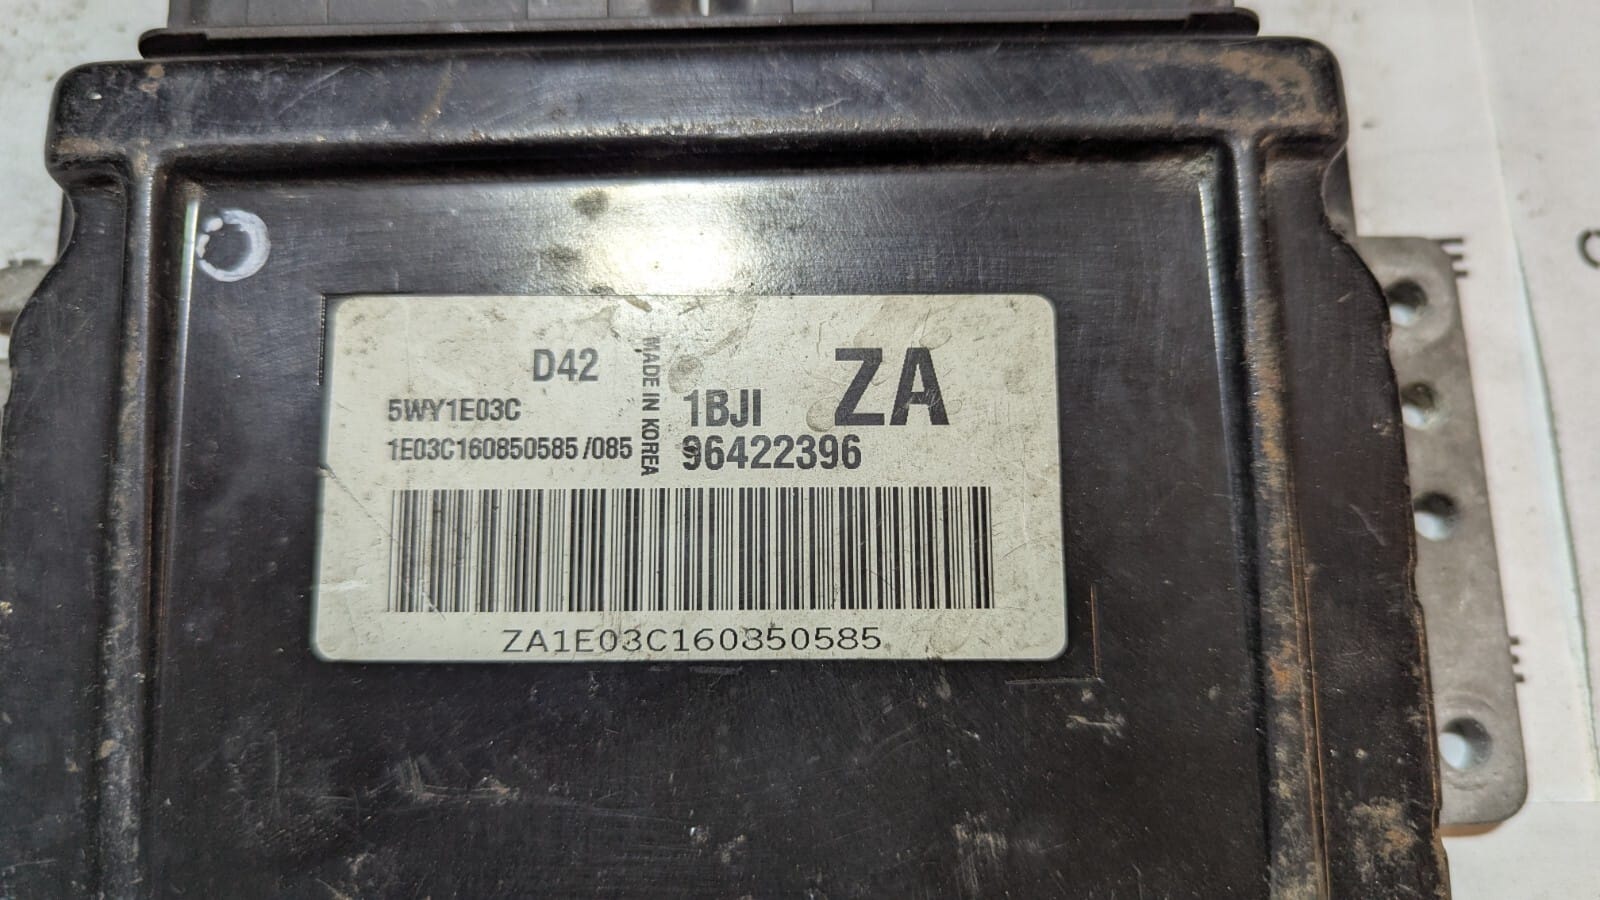 D42
5WY1E03C
1E03C160850585 /085
MADE IN KOREA
1BJI ZA
96422396
ZA1E03C160850585